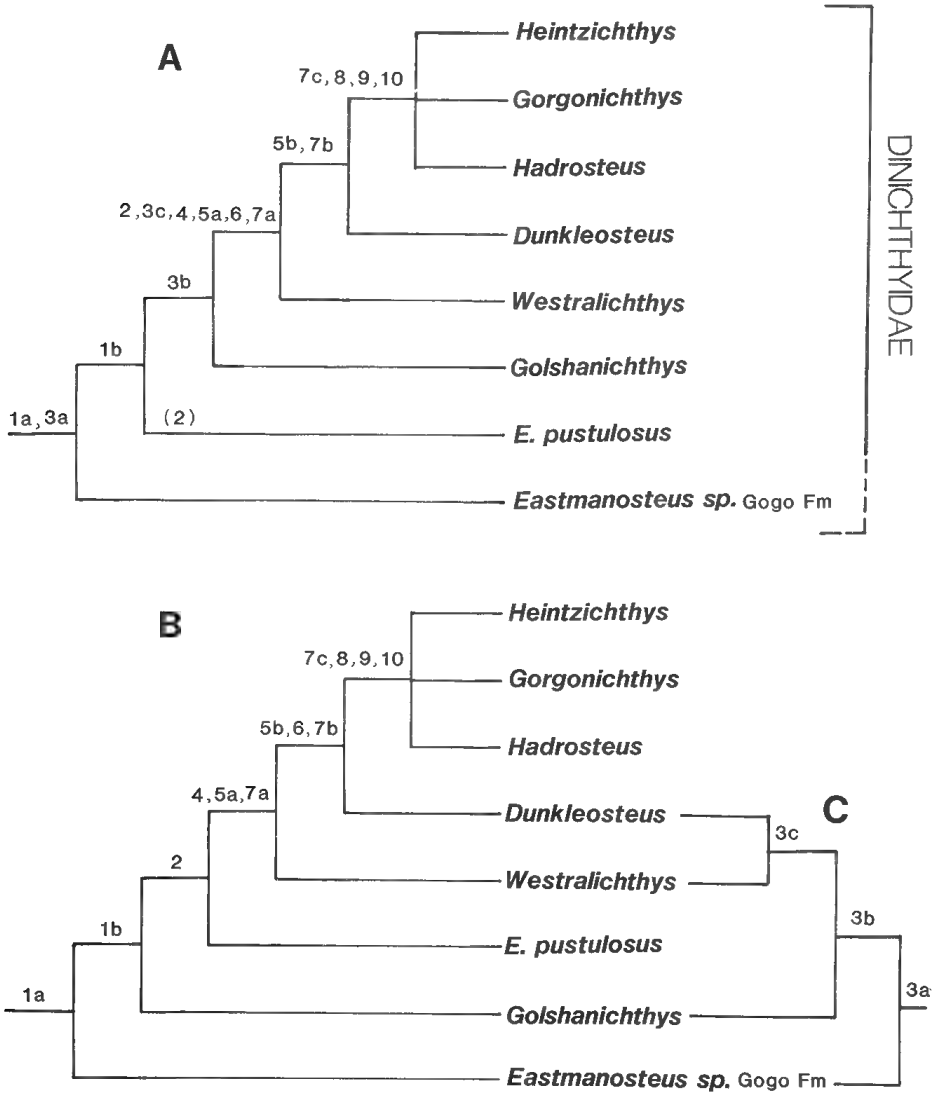 A
Heintzichthys
7c,8,9,10
Gorgonichthys
5b,7b
Hadrosteus
2,3c,4,5a,6,7a
Dunkleosteus
3b
Westralichthys
1b
Golshanichthys
1a,3a
(2)
E. pustulosus
Eastmanosteus sp. Gogo Fm
DINICHTHYIDAE
B
Heintzichthys
7c,8,9,10
Gorgonichthys
5b,6,7b
Hadrosteus
4,5a,7a
Dunkleosteus
C
3c
2
Westralichthys
3b
1b
E. pustulosus
1a
Golshanichthys
3a
Eastmanosteus sp. Gogo Fm